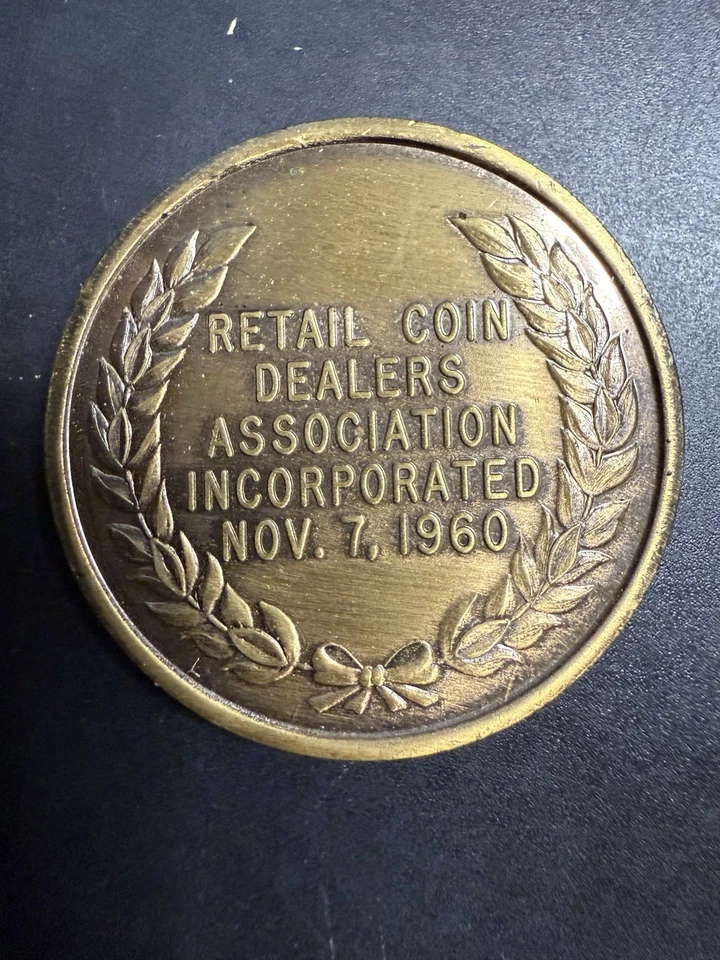 RETAIL COIN
DEALERS
ASSOCIATION
INCORPORATED
NOV. 7, 1960